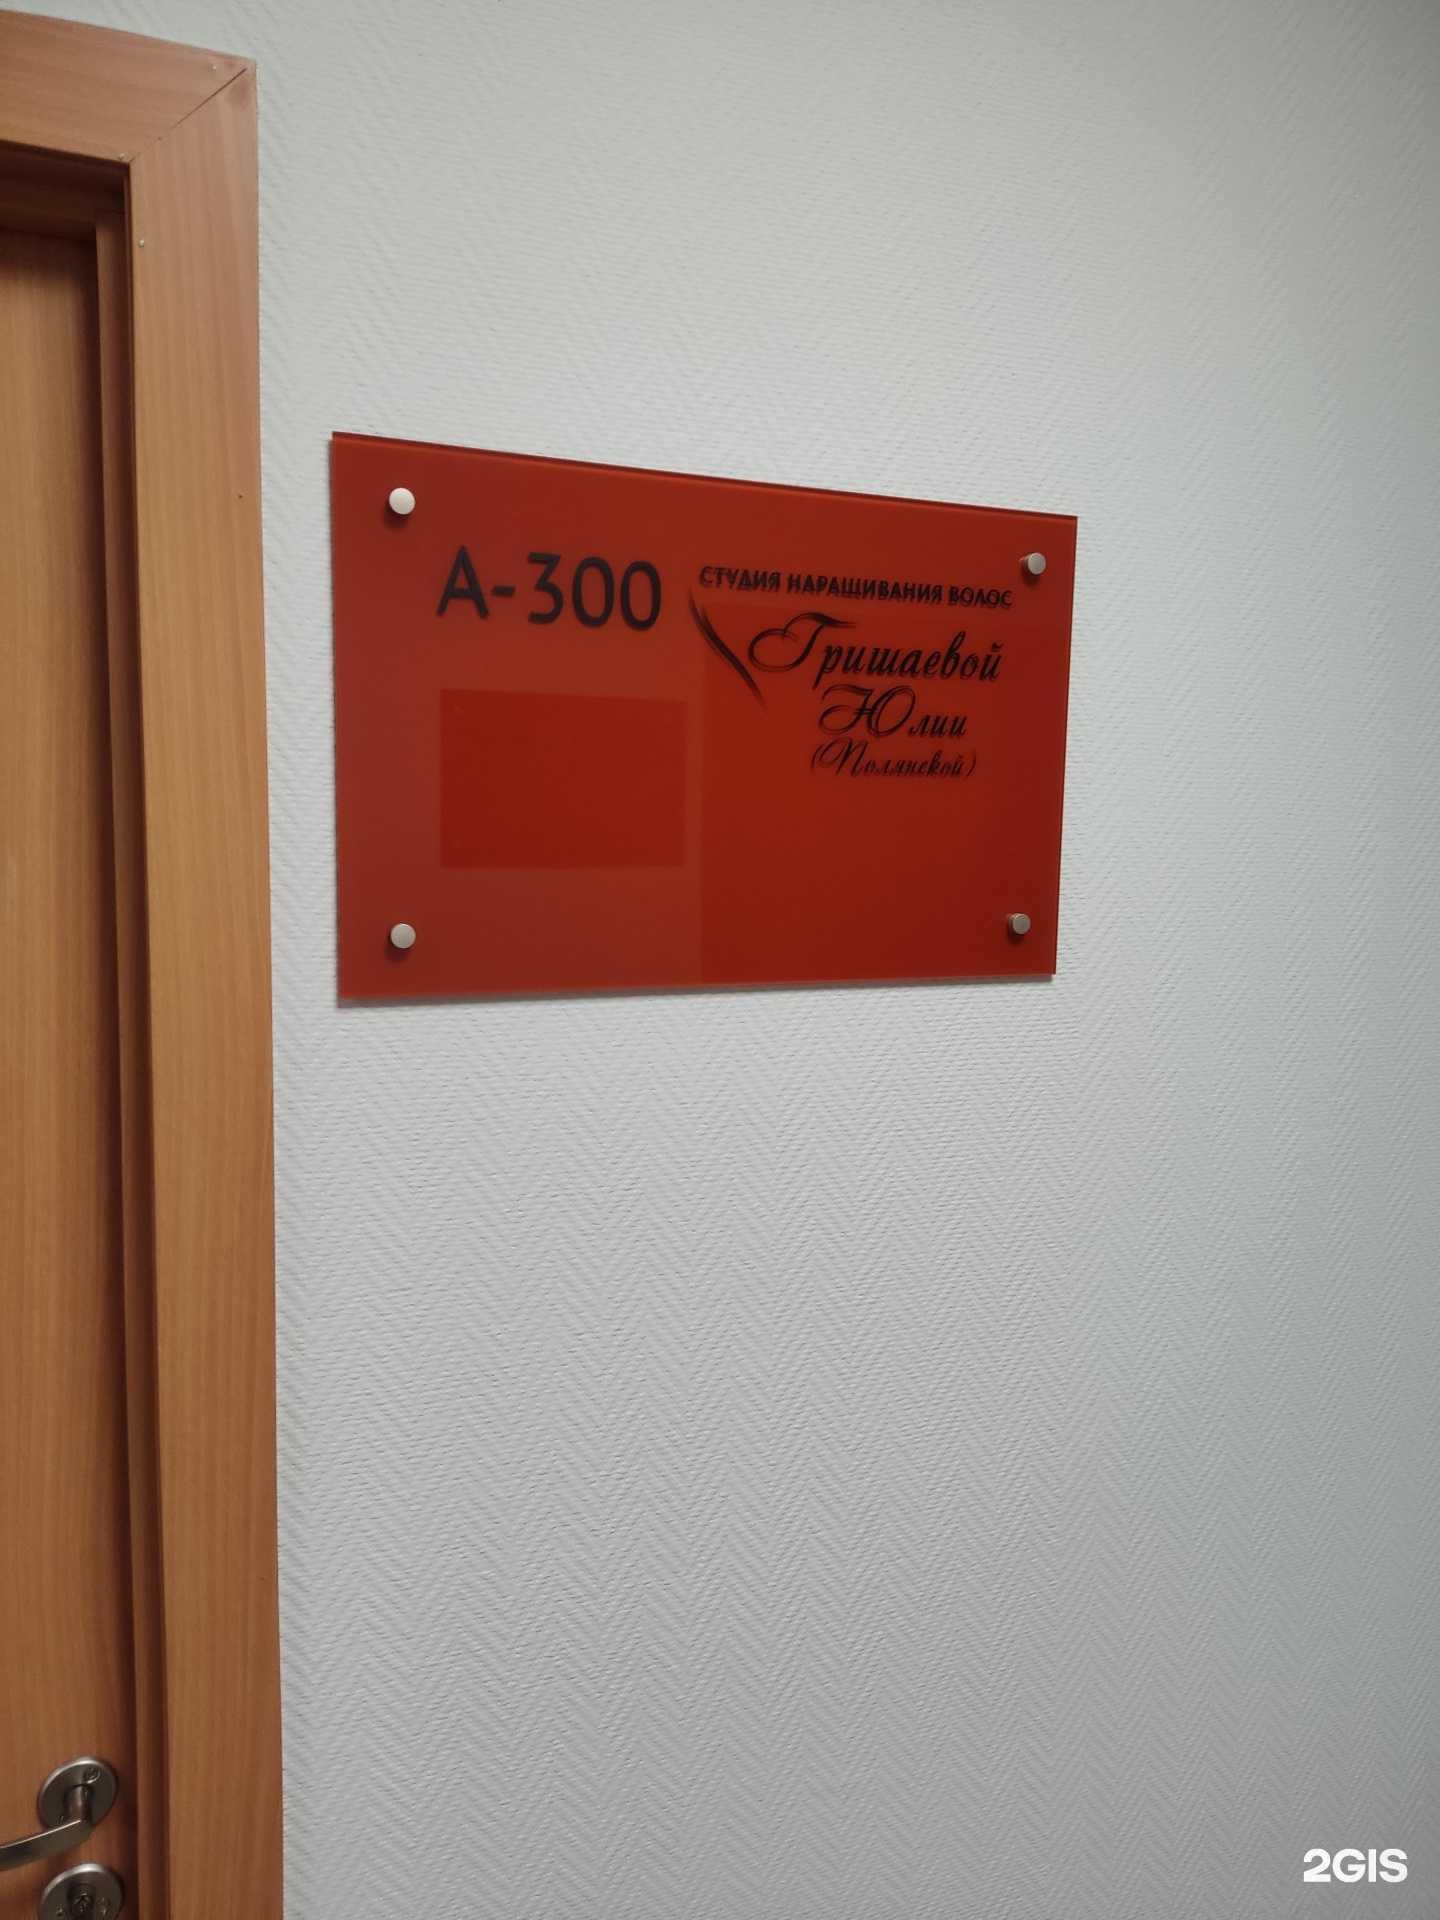 А-300
СТУДИЯ НАРАЩИВАНИЯ ВОЛОС
Гришаевой
Юлии
(Полянской)
2GIS